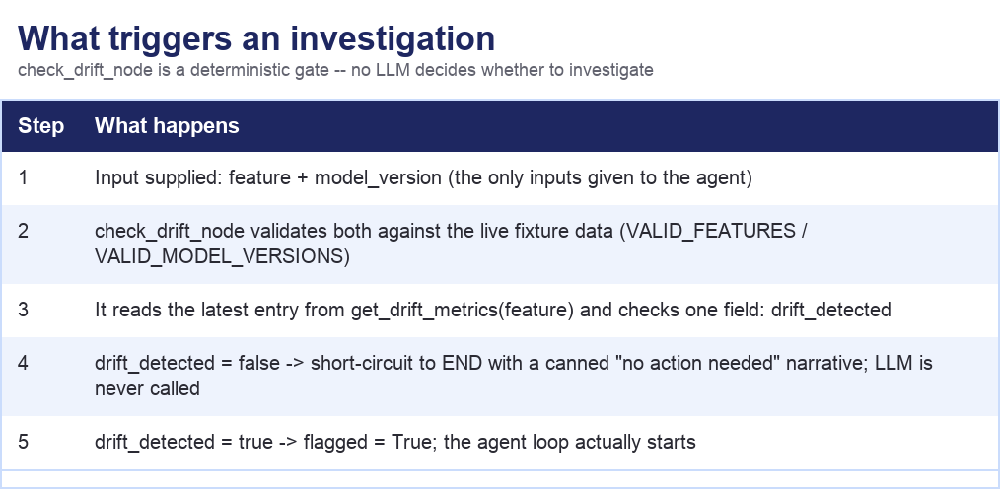 What triggers an investigation
check_drift_node is a deterministic gate -- no LLM decides whether to investigate
Step What happens
1 Input supplied: feature + model_version (the only inputs given to the agent)
2 check_drift_node validates both against the live fixture data (VALID_FEATURES /
VALID_MODEL_VERSIONS)
3 It reads the latest entry from get_drift_metrics(feature) and checks one field: drift_detected
4 drift_detected = false -> short-circuit to END with a canned "no action needed" narrative; LLM is
never called
5 drift_detected = true -> flagged = True; the agent loop actually starts